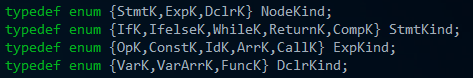 typedef enum {StmtK,ExpK,DclrK} NodeKind;
typedef enum {IfK,IfelseK,WhileK,ReturnK,CompK} StmtKind;
typedef enum {OpK,ConstK,IdK,ArrK,CallK} ExpKind;
typedef enum {VarK,VarArrK,FuncK} DclrKind;